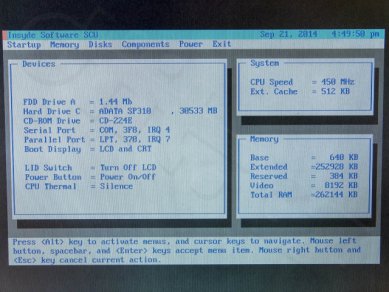 Insyde Software SCU Sep 21, 2014 4:49:50 pm
Startup Memory Disks Components Power Exit
Devices
FDD Drive A = 1.44 Mb
Hard Drive C = ADATA SP310 , 30533 MB
CD-ROM Drive = CD-224E
Serial Port = COM, 3F8, IRQ 4
Parallel Port = LPT, 378, IRQ 7
Boot Display = LCD and CRT
LID Switch = Turn Off LCD
Power Button = Power On/Off
CPU Thermal = Silence
System
CPU Speed = 450 MHz
Ext. Cache = 512 KB
Memory
Base = 640 KB
Extended =252928 KB
Reserved = 384 KB
Video = 8192 KB
Total RAM =262144 KB
Press <Alt> key to activate menus, and cursor keys to navigate. Mouse left
button, spacebar, and <Enter> keys accept menu item. Mouse right button and
<Esc> key cancel current action.